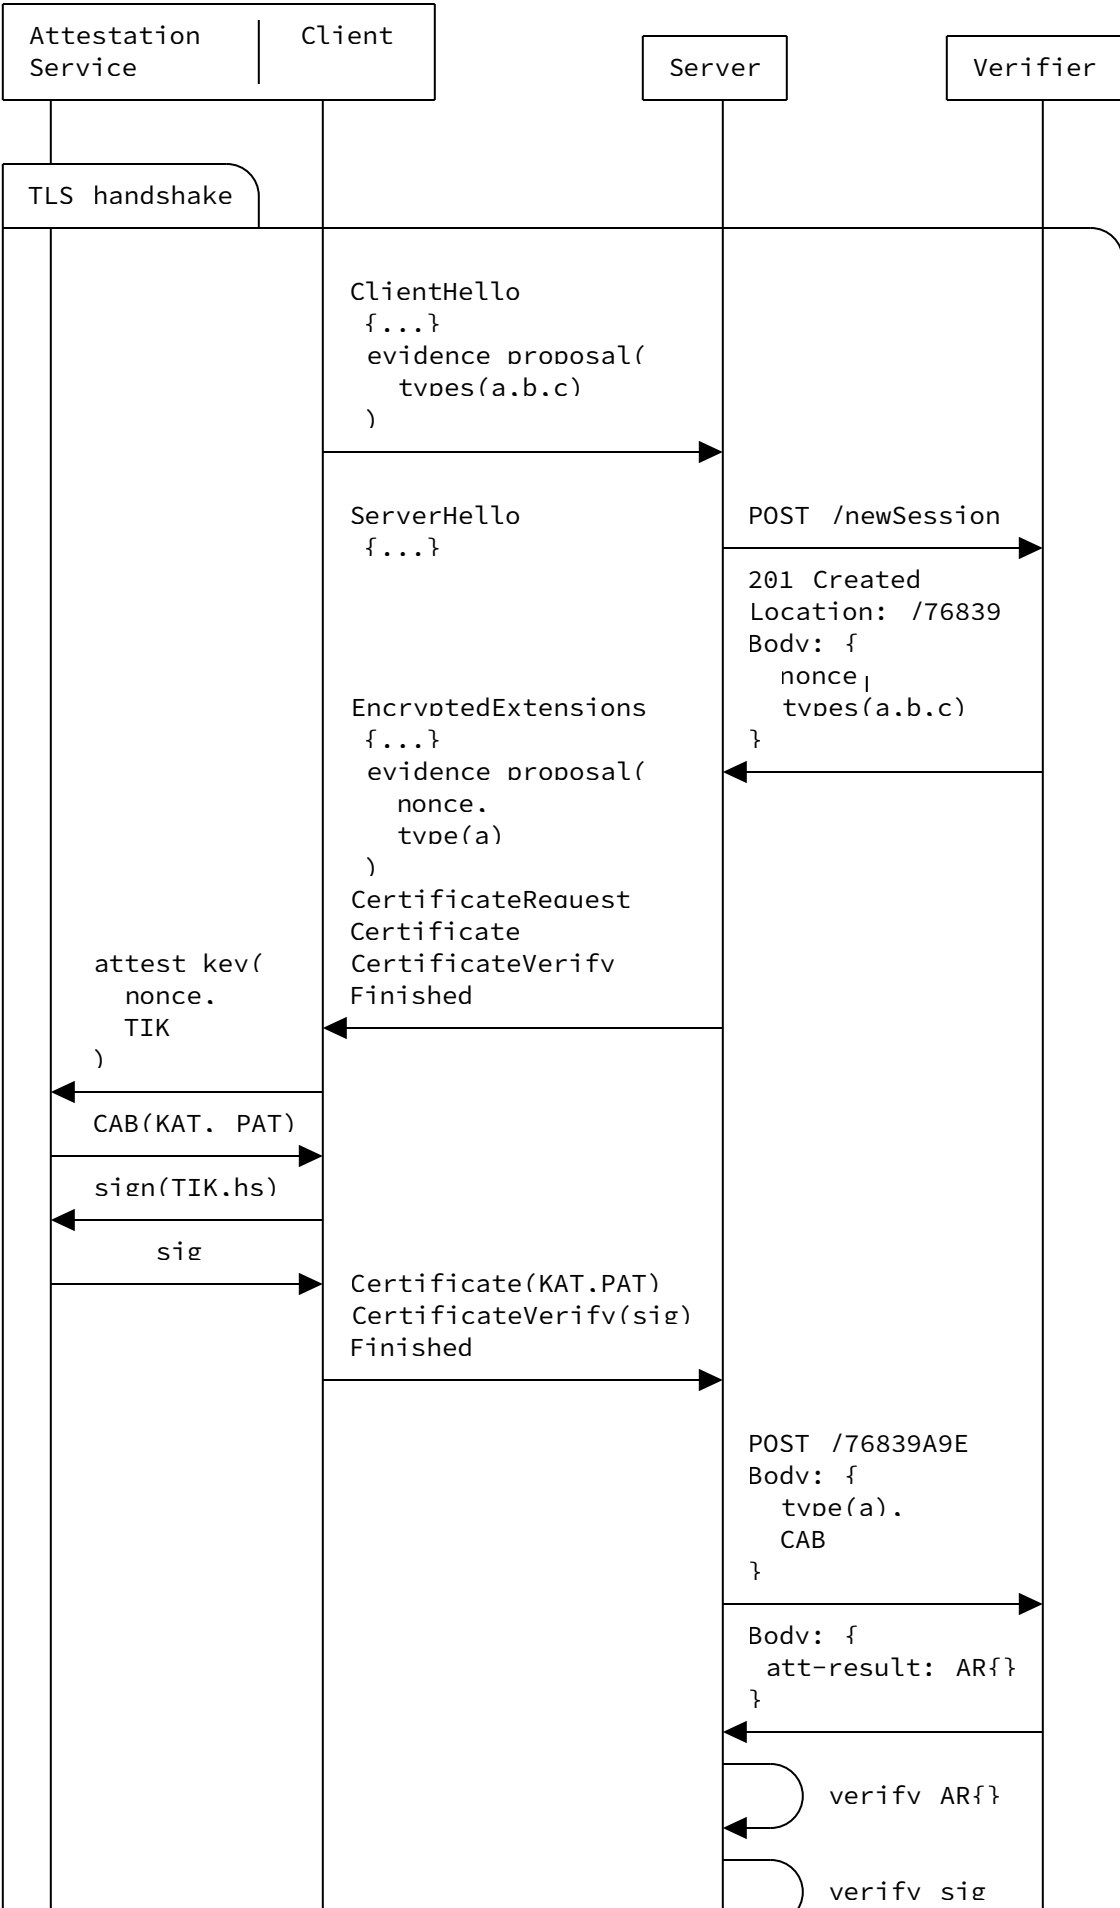 Attestation
Service
Client
Server
Verifier
TLS handshake
ClientHello
{...}
evidence_proposal(
types(a,b,c)
)
ServerHello
{...}
POST /newSession
201 Created
Location: /76839
Body: {
nonce,
types(a,b,c)
}
EncryptedExtensions
{...}
evidence_proposal(
nonce,
type(a)
)
CertificateRequest
Certificate
CertificateVerify
Finished
attest_key(
nonce,
TIK
)
CAB(KAT, PAT)
sign(TIK,hs)
sig
Certificate(KAT,PAT)
CertificateVerify(sig)
Finished
POST /76839A9E
Body: {
type(a),
CAB
}
Body: {
att-result: AR{}
}
verify AR{}
verify sig